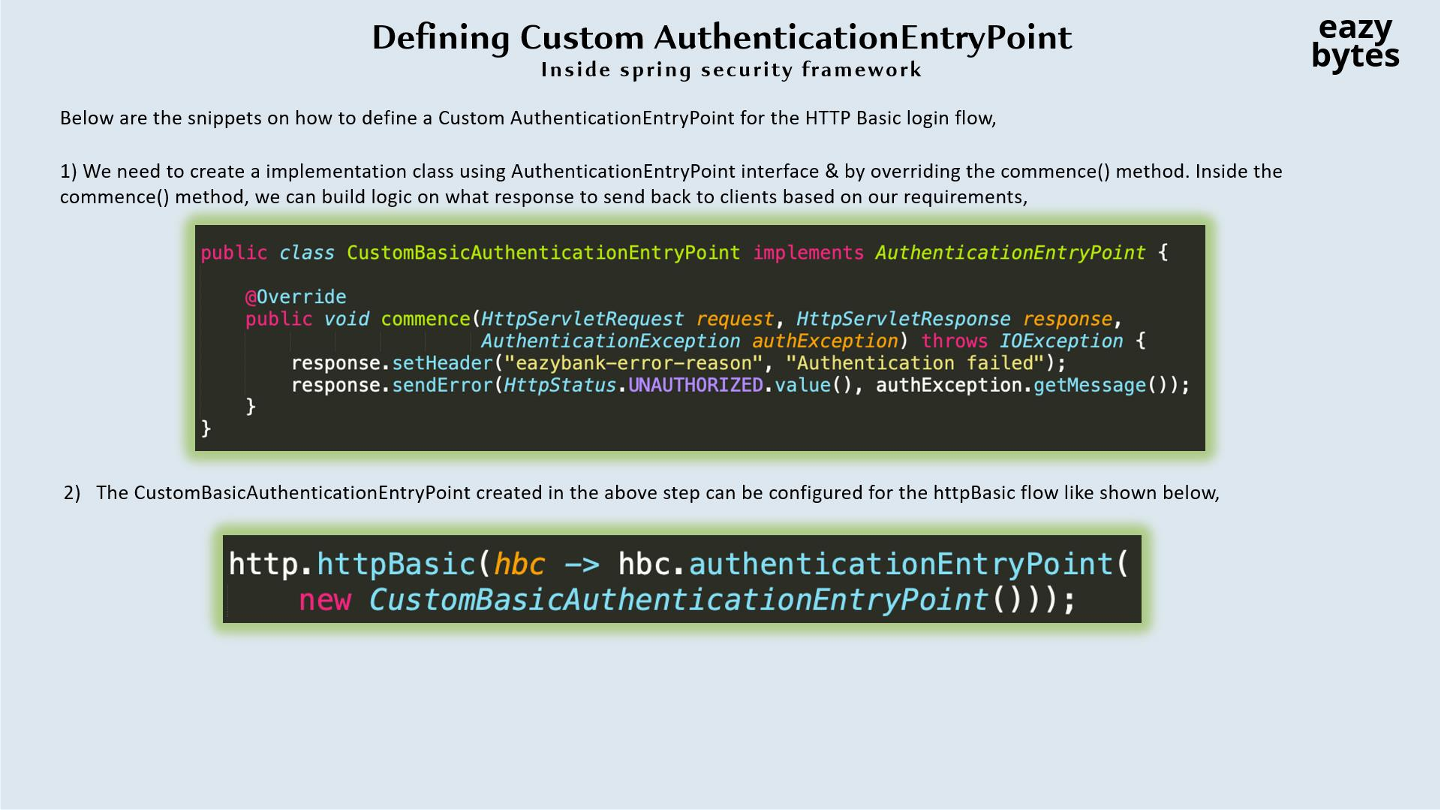 Defining Custom AuthenticationEntryPoint
Inside spring security framework
eazy
bytes
Below are the snippets on how to define a Custom AuthenticationEntryPoint for the HTTP Basic login flow,
1) We need to create a implementation class using AuthenticationEntryPoint interface & by overriding the commence() method. Inside the
commence() method, we can build logic on what response to send back to clients based on our requirements,
public class CustomBasicAuthenticationEntryPoint implements AuthenticationEntryPoint {
@Override
public void commence(HttpServletRequest request, HttpServletResponse response,
AuthenticationException authException) throws IOException {
response.setHeader("eazybank-error-reason", "Authentication failed");
response.sendError(HttpStatus.UNAUTHORIZED.value(), authException.getMessage());
}
}
2) The CustomBasicAuthenticationEntryPoint created in the above step can be configured for the httpBasic flow like shown below,
http.httpBasic(hbc -> hbc.authenticationEntryPoint(
new CustomBasicAuthenticationEntryPoint()));